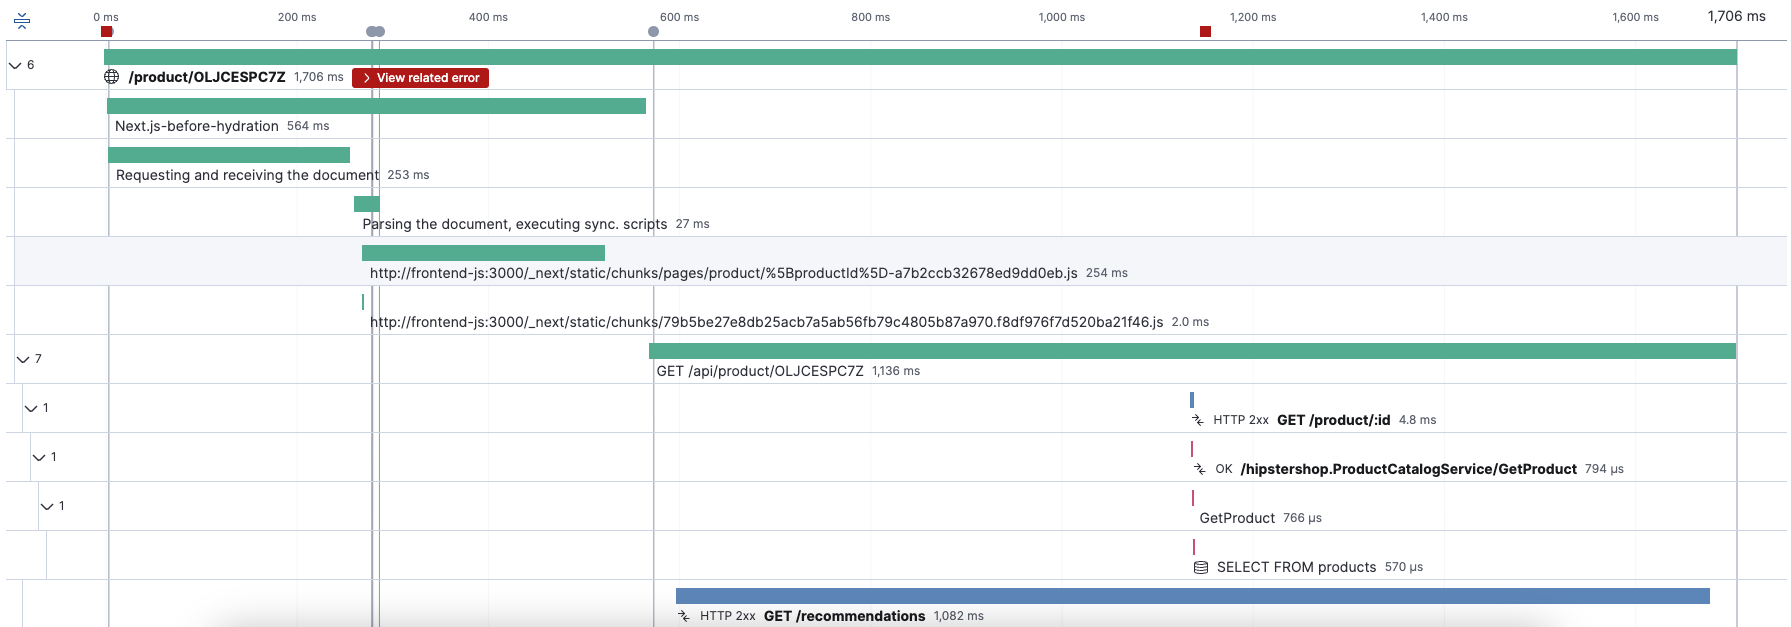 0 ms 200 ms 400 ms 600 ms 800 ms 1,000 ms 1,200 ms 1,400 ms 1,600 ms 1,706 ms
6
/product/OLJCESPC7Z 1,706 ms View related error
Next.js-before-hydration 564 ms
Requesting and receiving the document 253 ms
Parsing the document, executing sync. scripts 27 ms
http://frontend-js:3000/_next/static/chunks/pages/product/%5BproductId%5D-a7b2ccb32678ed9dd0eb.js 254 ms
http://frontend-js:3000/_next/static/chunks/79b5be27e8db25acb7a5ab56fb79c4805b87a970.f8df976f7d520ba21f46.js 2.0 ms
7
GET /api/product/OLJCESPC7Z 1,136 ms
1
HTTP 2xx GET /product/:id 4.8 ms
1
OK /hipstershop.ProductCatalogService/GetProduct 794 μs
1
GetProduct 766 μs
SELECT FROM products 570 μs
HTTP 2xx GET /recommendations 1,082 ms